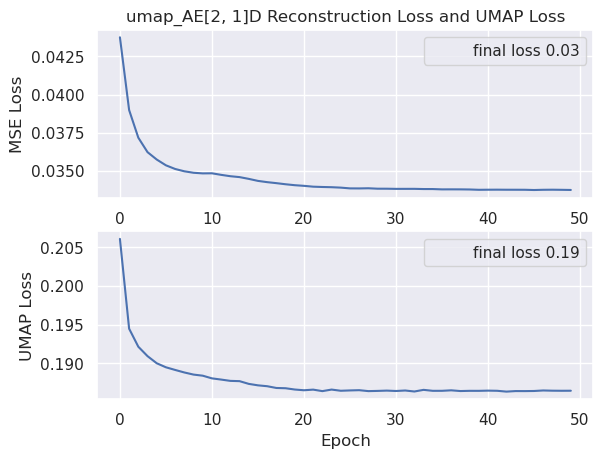 umap_AE[2, 1]D Reconstruction Loss and UMAP Loss
final loss 0.03
MSE Loss
0.0425
0.0400
0.0375
0.0350
0 10 20 30 40 50
final loss 0.19
UMAP Loss
0.205
0.200
0.195
0.190
0 10 20 30 40 50
Epoch